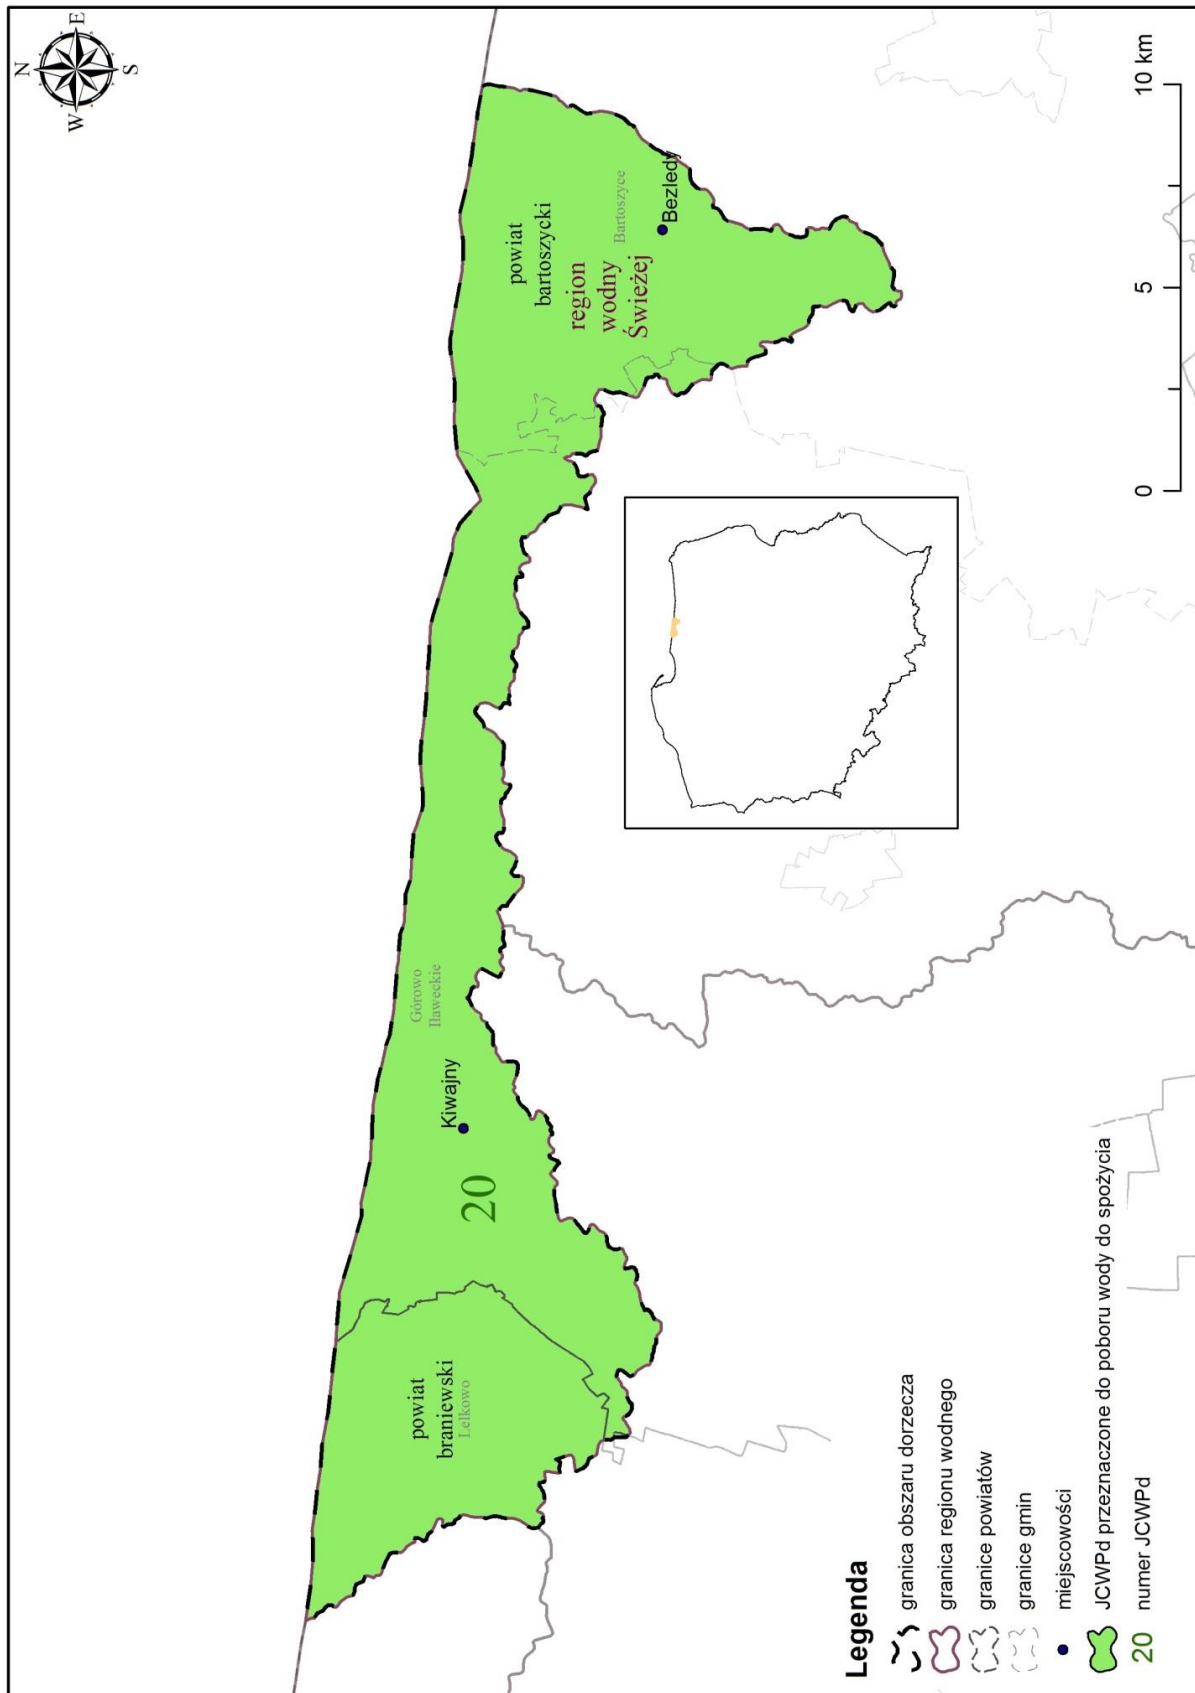 N
W
E
S
powiat
bartoszycki
region
wodny
Świeżej
Bartoszyce
Bezledy
Górowo
Iławeckie
Kiwajny
20
powiat
braniewski
Lelkowo
Legenda
granica obszaru dorzecza
granica regionu wodnego
granice powiatów
granice gmin
miejscowości
JCWPd przeznaczone do poboru wody do spożycia
20 numer JCWPd
0 5 10 km